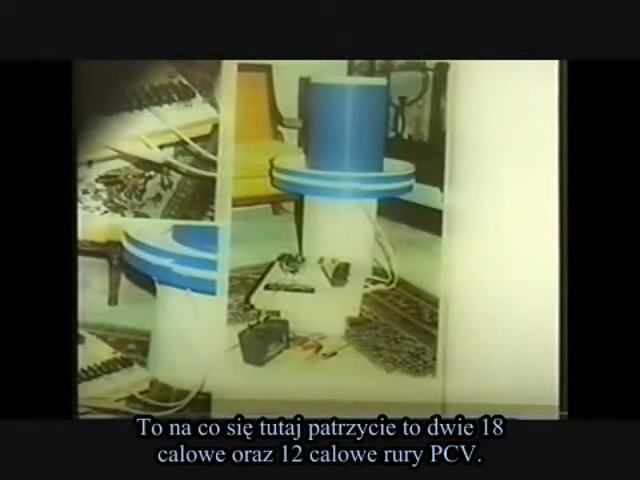 To na co się tutaj patrzycie to dwie 18
calowe oraz 12 calowe rury PCV.